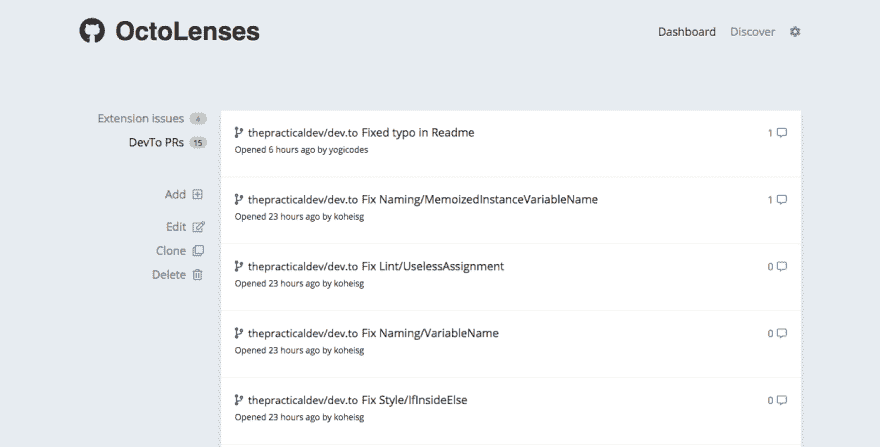 OctoLenses
Dashboard Discover
Extension issues
DevTo PRs 15
Add
Edit
Clone
Delete
thepracticaldev/dev.to Fixed typo in Readme 1
Opened 6 hours ago by yogicodes
thepracticaldev/dev.to Fix Naming/MemoizedInstanceVariableName 1
Opened 23 hours ago by koheisg
thepracticaldev/dev.to Fix Lint/UselessAssignment 0
Opened 23 hours ago by koheisg
thepracticaldev/dev.to Fix Naming/VariableName 0
Opened 23 hours ago by koheisg
thepracticaldev/dev.to Fix Style/IfInsideElse 0
Opened 23 hours ago by koheisg